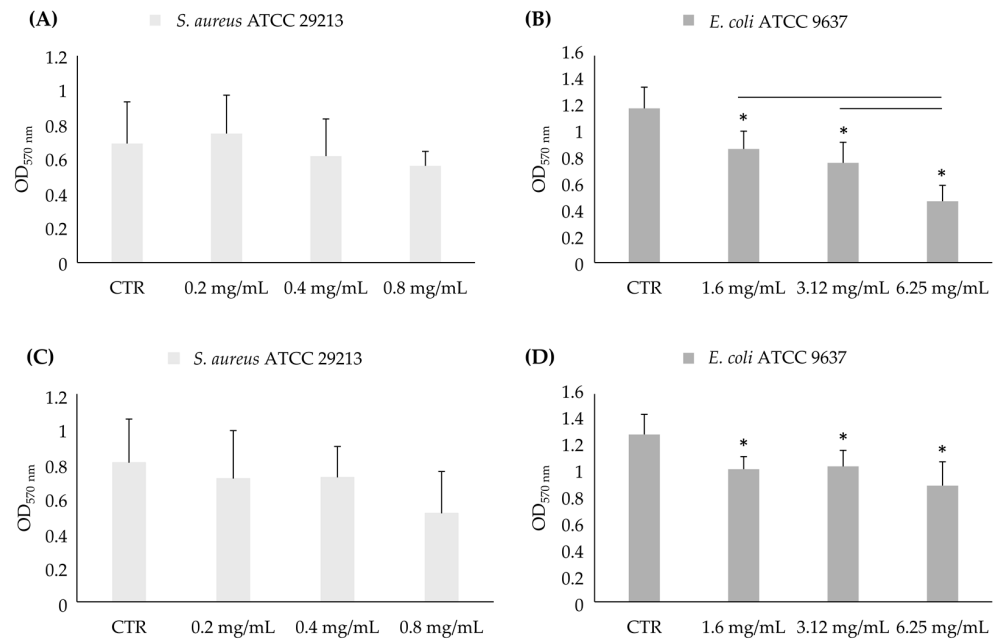 (A)
S. aureus ATCC 29213
1.2
1
0.8
0.6
0.4
0.2
0
OD570 nm
CTR 0.2 mg/mL 0.4 mg/mL 0.8 mg/mL
(B)
E. coli ATCC 9637
1.6
1.4
1.2
1
0.8
0.6
0.4
0.2
0
OD570 nm
*
*
*
CTR 1.6 mg/mL 3.12 mg/mL 6.25 mg/mL
(C)
S. aureus ATCC 29213
1.2
1
0.8
0.6
0.4
0.2
0
OD570 nm
CTR 0.2 mg/mL 0.4 mg/mL 0.8 mg/mL
(D)
E. coli ATCC 9637
1.6
1.4
1.2
1
0.8
0.6
0.4
0.2
0
OD570 nm
*
*
*
CTR 1.6 mg/mL 3.12 mg/mL 6.25 mg/mL